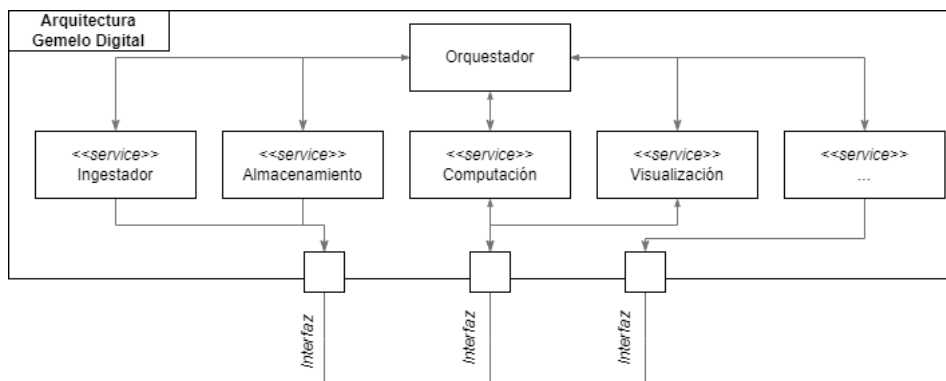 Arquitectura
Gemelo Digital
Orquestador
<<service>>
Ingestador
<<service>>
Almacenamiento
<<service>>
Computación
<<service>>
Visualización
<<service>>
...
Interfaz
Interfaz
Interfaz